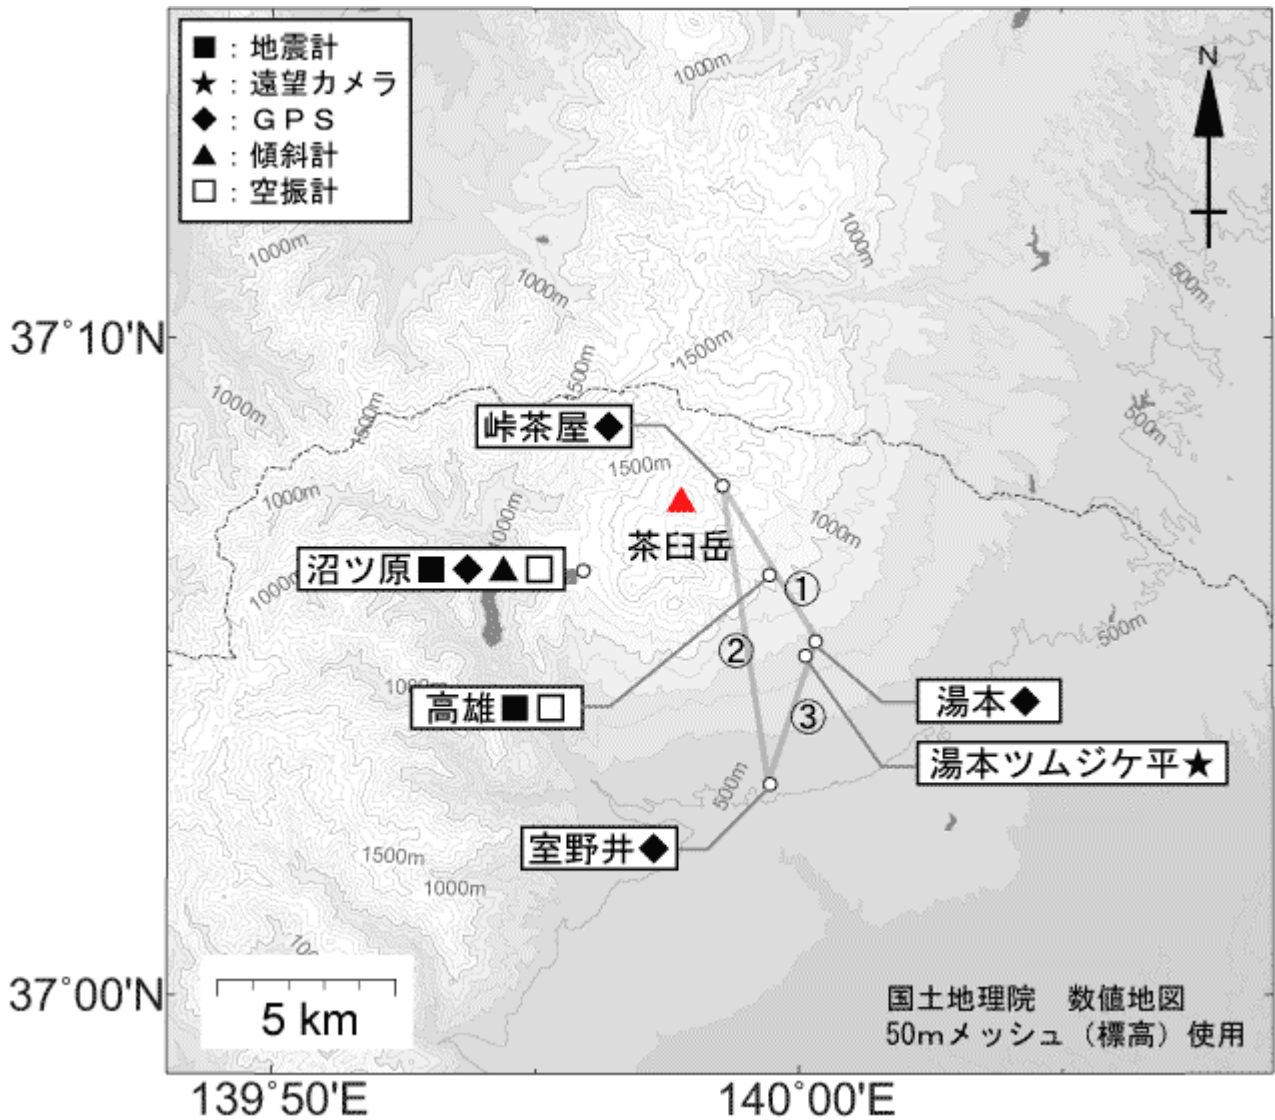 ■：地震計
★：遠望カメラ
◆：ＧＰＳ
▲：傾斜計
□：空振計
N
1000m
1000m
1000m
1000m
500m
37°10'N
1500m
1500m
1000m
1500m
500m
峠茶屋◆
1500m
1000m
1000m
1000m
茶臼岳
沼ツ原■◆▲□
1000m
①
500m
②
高雄■□
湯本◆
③
湯本ツムジケ平★
500m
室野井◆
1500m
1000m
37°00'N
5 km
国土地理院　数値地図
50mメッシュ（標高）使用
139°50'E
140°00'E